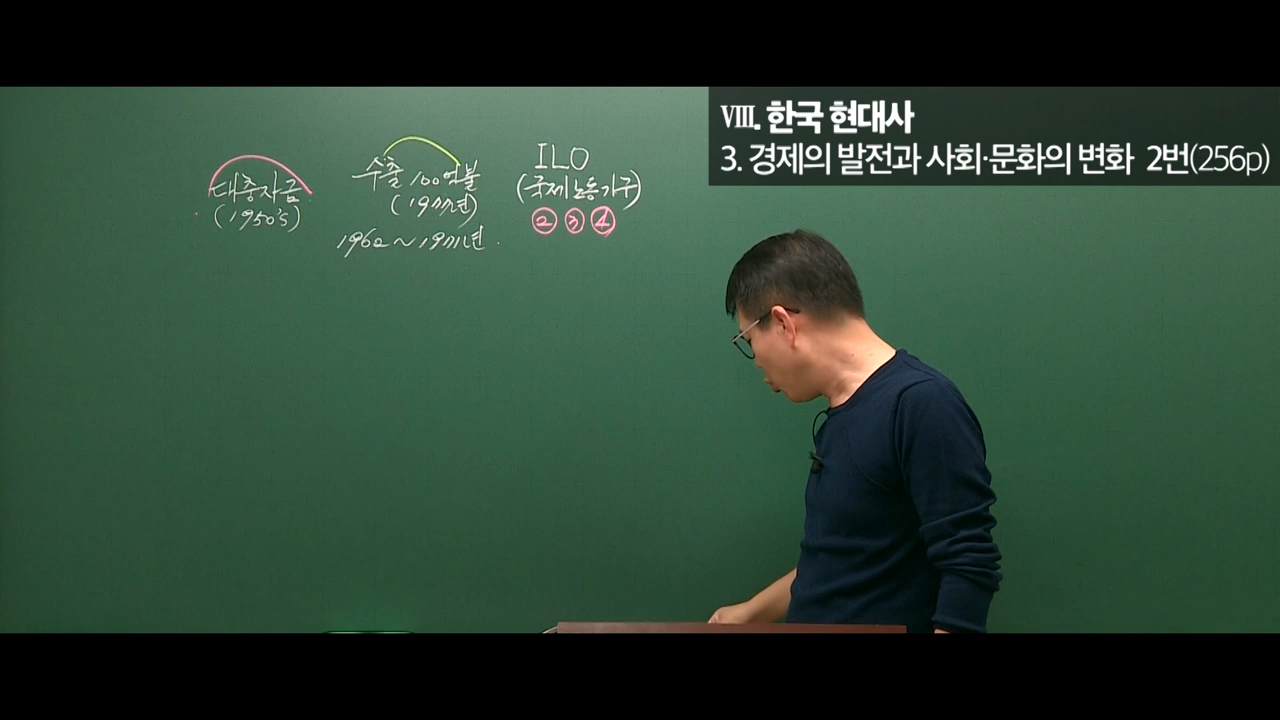 Ⅷ. 한국 현대사
3. 경제의 발전과 사회·문화의 변화 2번(256p)
대충자금
(1950's)
수출 100억불
(1977년)
1962~1971년.
ILO
(국제노동기구)
② ③ ④